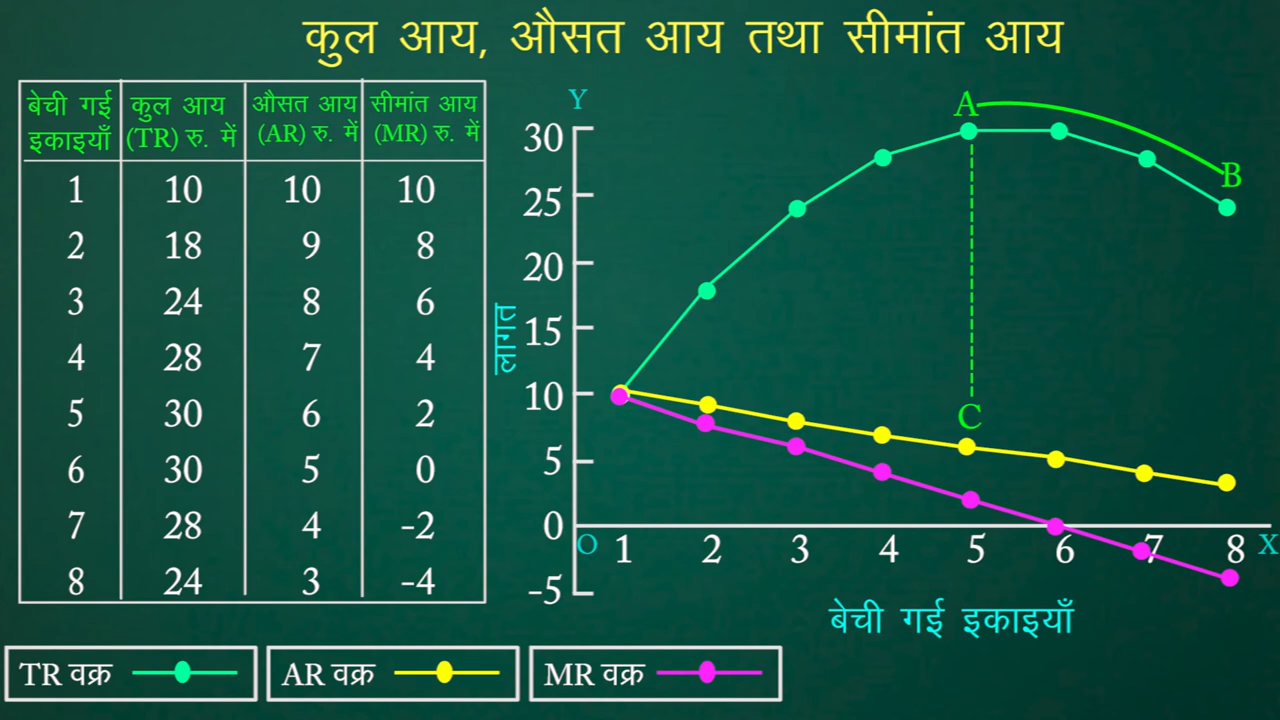 कुल आय, औसत आय तथा सीमांत आय
बेची गई इकाइयाँ कुल आय (TR) रु. में औसत आय (AR) रु. में सीमांत आय (MR) रु. में
1 10 10 10
2 18 9 8
3 24 8 6
4 28 7 4
5 30 6 2
6 30 5 0
7 28 4 -2
8 24 3 -4
Y
30
25
20
15
10
5
0
-5
लागत
A
B
C
O 1 2 3 4 5 6 7 8 X
बेची गई इकाइयाँ
TR वक्र AR वक्र MR वक्र